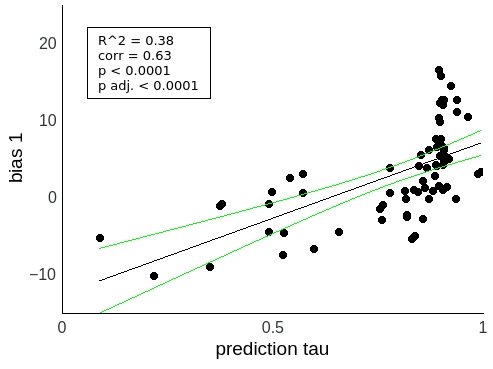 R^2 = 0.38
corr = 0.63
p < 0.0001
p adj. < 0.0001
bias 1
20
10
0
−10
0
0.5
1
prediction tau